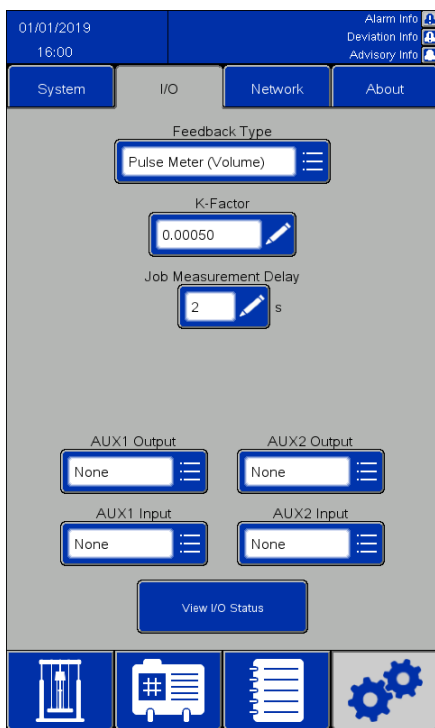 01/01/2019
16:00
Alarm Info
Deviation Info
Advisory Info
System
I/O
Network
About
Feedback Type
Pulse Meter (Volume)
K-Factor
0.00050
Job Measurement Delay
2
s
AUX1 Output
AUX2 Output
None
None
AUX1 Input
AUX2 Input
None
None
View I/O Status
#